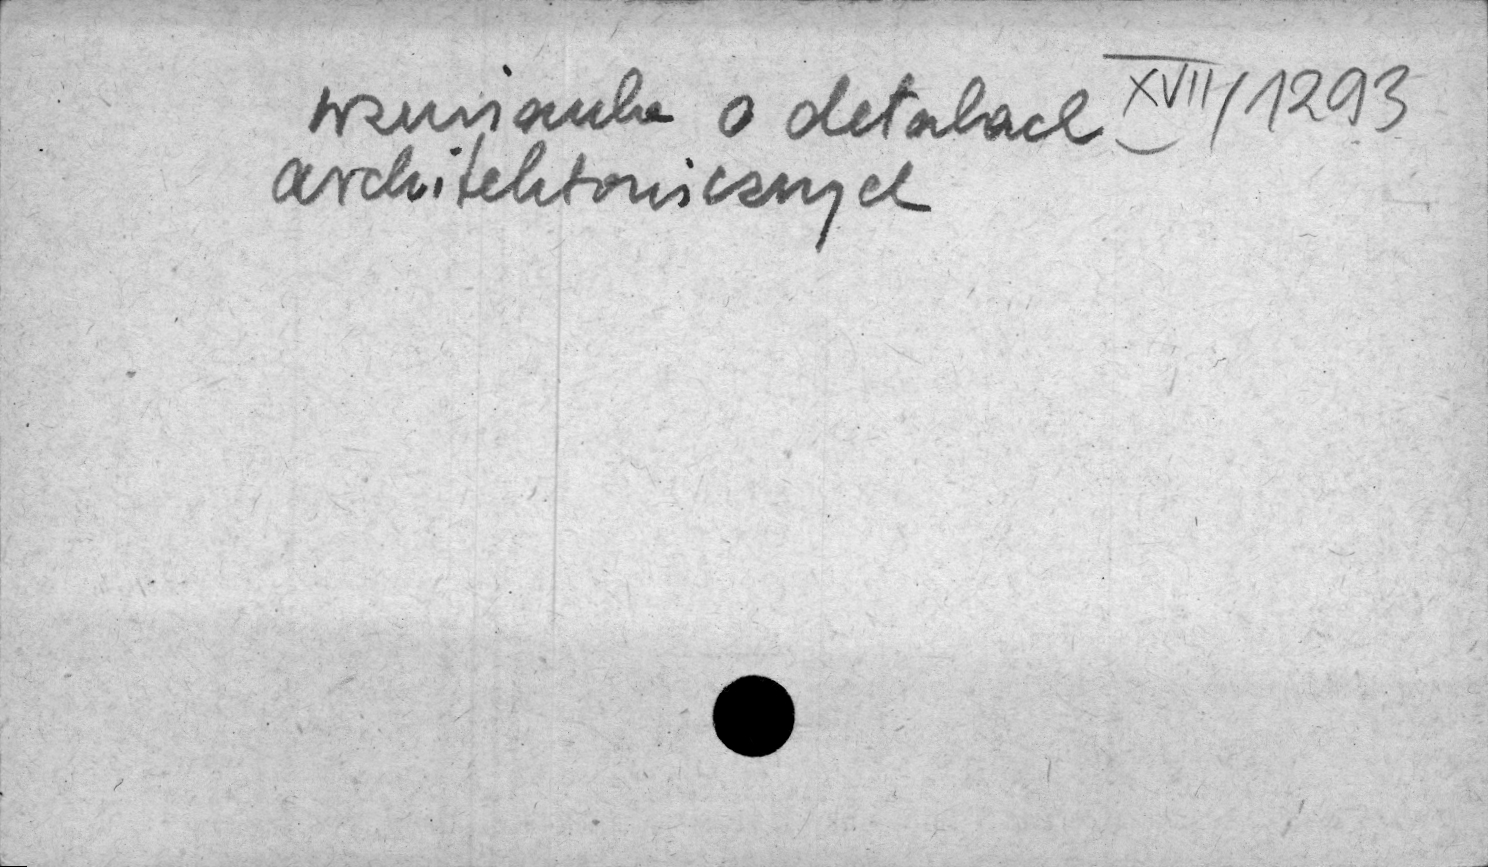 wzmianka o detalach XVII/1293
architektonicznych